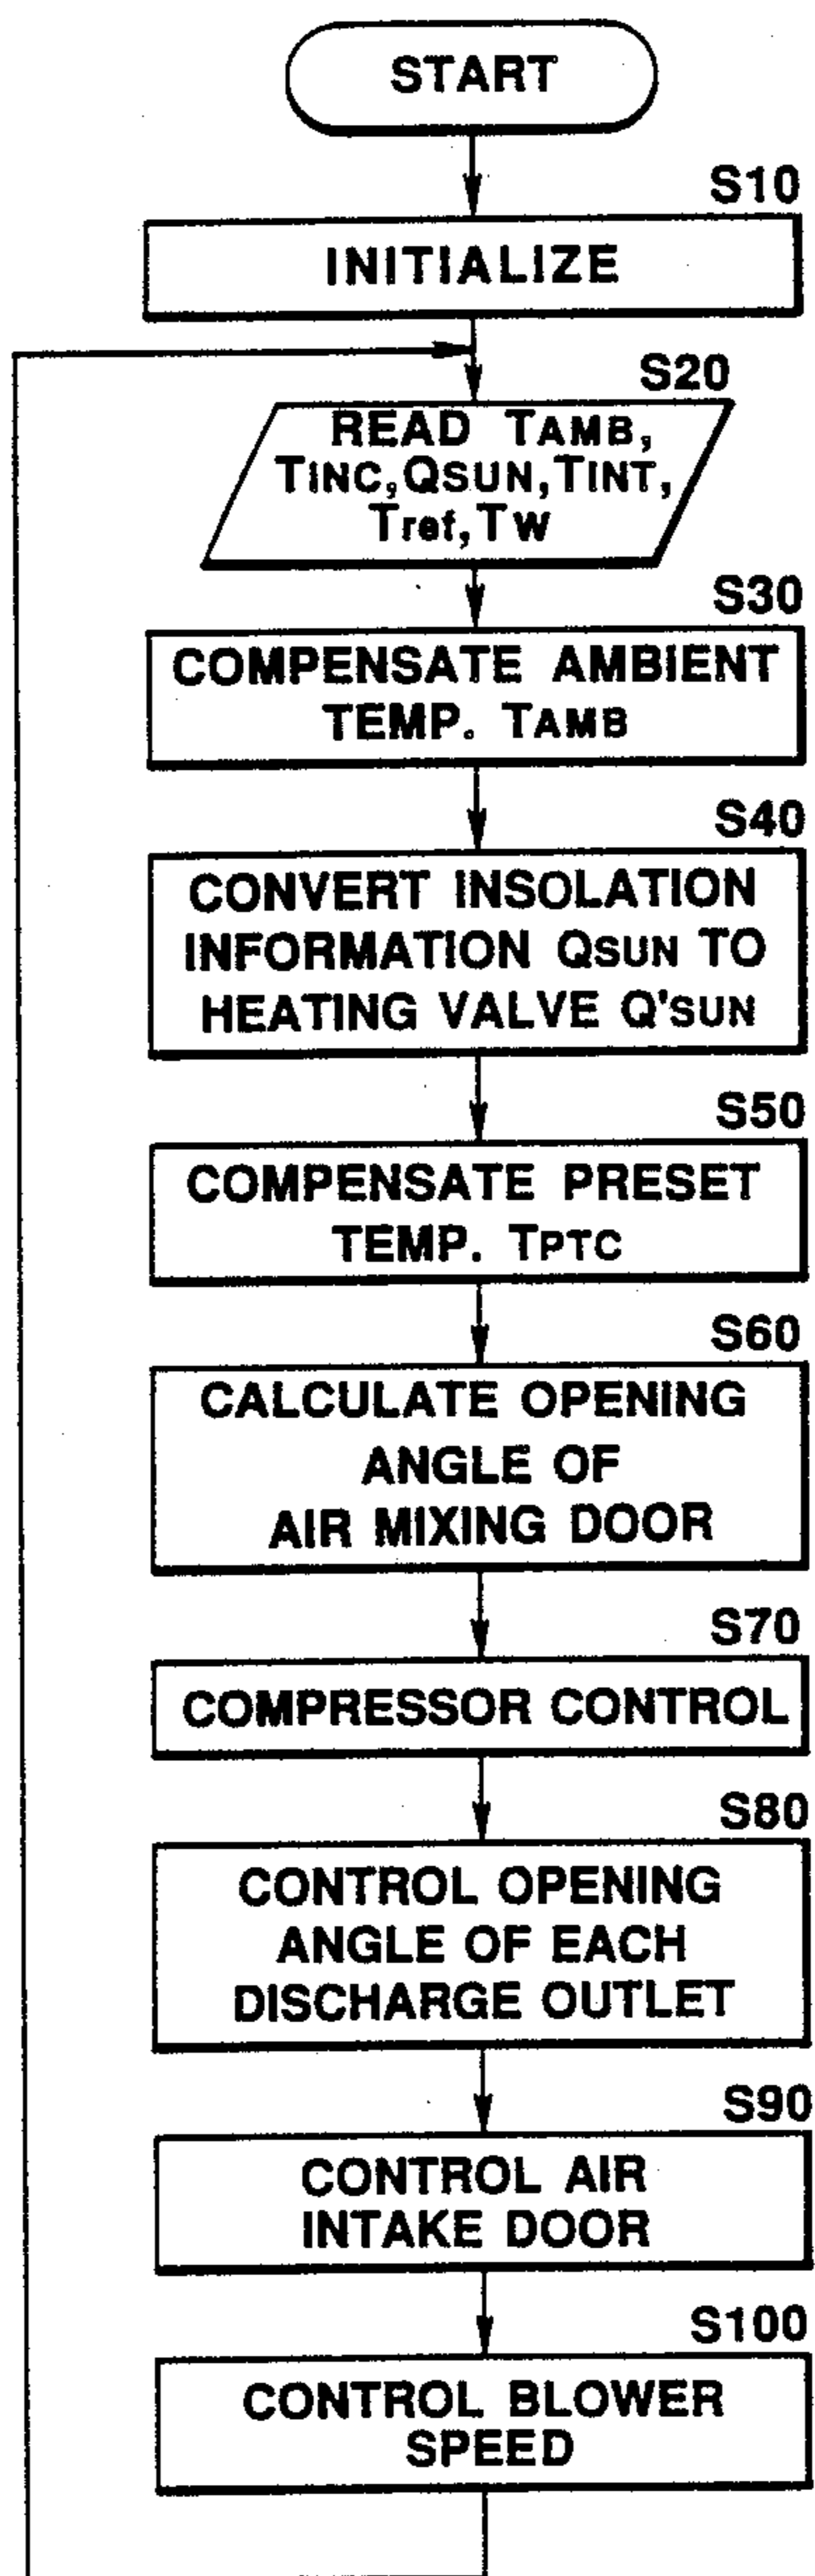 START
S10
INITIALIZE
S20
READ TAMB,
TINC,QSUN,TINT,
Tref,TW
S30
COMPENSATE AMBIENT
TEMP. TAMB
S40
CONVERT INSOLATION
INFORMATION QSUN TO
HEATING VALVE Q'SUN
S50
COMPENSATE PRESET
TEMP. TPTC
S60
CALCULATE OPENING
ANGLE OF
AIR MIXING DOOR
S70
COMPRESSOR CONTROL
S80
CONTROL OPENING
ANGLE OF EACH
DISCHARGE OUTLET
S90
CONTROL AIR
INTAKE DOOR
S100
CONTROL BLOWER
SPEED